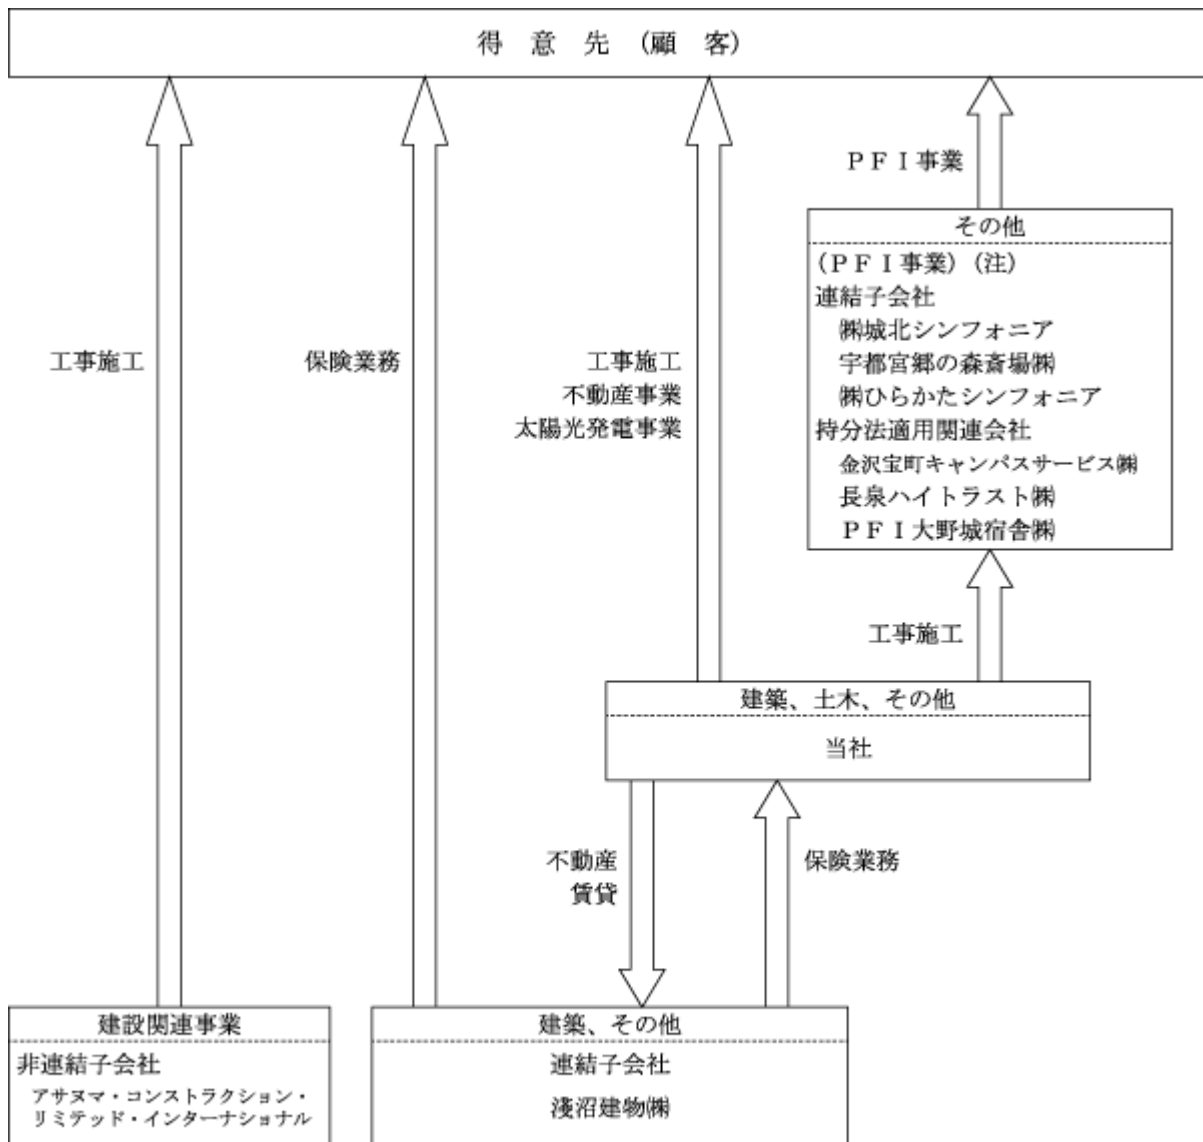 得意先(顧客)
PFI事業
その他
(PFI事業)(注)
連結子会社
㈱城北シンフォニア
宇都宮郷の森斎場㈱
㈱ひらかたシンフォニア
持分法適用関連会社
金沢宝町キャンパスサービス㈱
長泉ハイトラスト㈱
PFI大野城宿舎㈱
工事施工
保険業務
工事施工
不動産事業
太陽光発電事業
工事施工
建築、土木、その他
当社
不動産
賃貸
保険業務
建設関連事業
非連結子会社
アサヌマ・コンストラクション・
リミテッド・インターナショナル
建築、その他
連結子会社
淺沼建物㈱